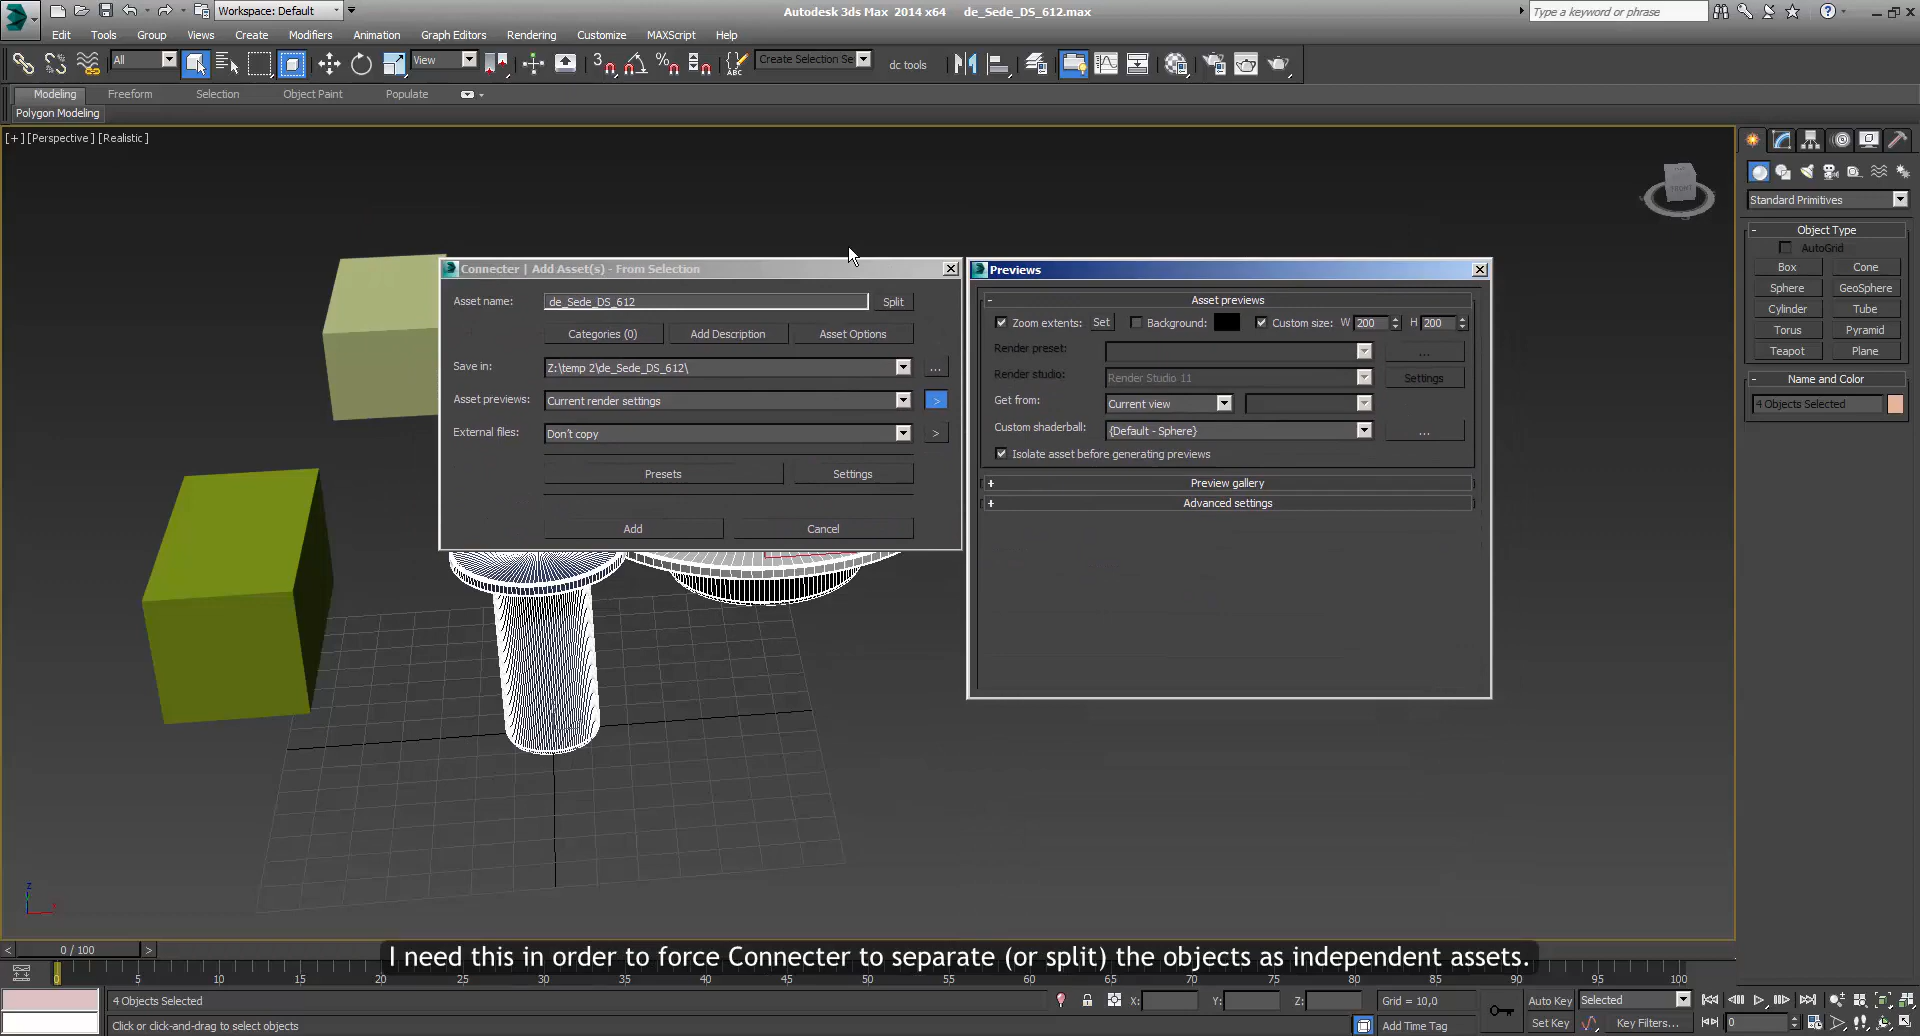 Workspace: Default
Autodesk 3ds Max 2014 x64 de_Sede_DS_612.max
Type a keyword or phrase
Edit Tools Group Views Create Modifiers Animation Graph Editors Rendering Customize MAXScript Help
All
View
Create Selection Se
dc tools
Modeling Freeform Selection Object Paint Populate
Polygon Modeling
[+] [Perspective] [Realistic]
FRONT
Standard Primitives
- Object Type
AutoGrid
Box Cone
Sphere GeoSphere
Cylinder Tube
Torus Pyramid
Teapot Plane
- Name and Color
4 Objects Selected
Connecter | Add Asset(s) - From Selection
Asset name: de_Sede_DS_612 Split
Categories (0) Add Description Asset Options
Save in: Z:\temp 2\de_Sede_DS_612\ ...
Asset previews: Current render settings >
External files: Don't copy >
Presets Settings
Add Cancel
Previews
- Asset previews
Zoom extents: Set Background: Custom size: W 200 H 200
Render preset: ...
Render studio: Render Studio 11 Settings
Get from: Current view
Custom shaderball: {Default - Sphere} ...
Isolate asset before generating previews
+ Preview gallery
+ Advanced settings
z
< 0 / 100 >
I need this in order to force Connecter to separate (or split) the objects as independent assets.
0 5 10 15 20 25 30 35 40 45 50 55 60 65 70 75 80 85 90 95 100
4 Objects Selected X: Y: Z: Grid = 10,0 Auto Key Selected
Click or click-and-drag to select objects Add Time Tag Set Key Key Filters... 0